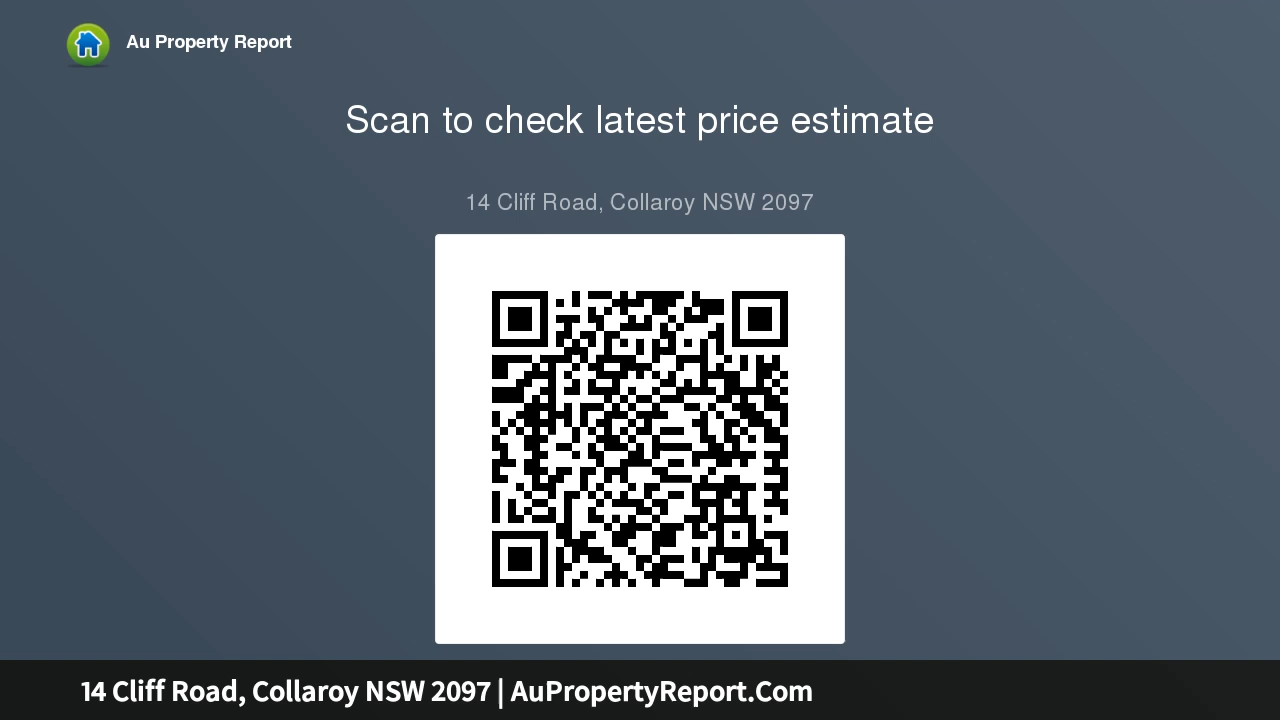 Au Property Report
Scan to check latest price estimate
14 Cliff Road, Collaroy NSW 2097
14 Cliff Road, Collaroy NSW 2097 | AuPropertyReport.Com